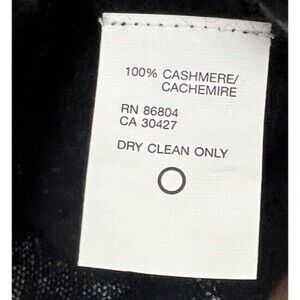 100% CASHMERE/
CACHEMIRE
RN 86804
CA 30427
DRY CLEAN ONLY